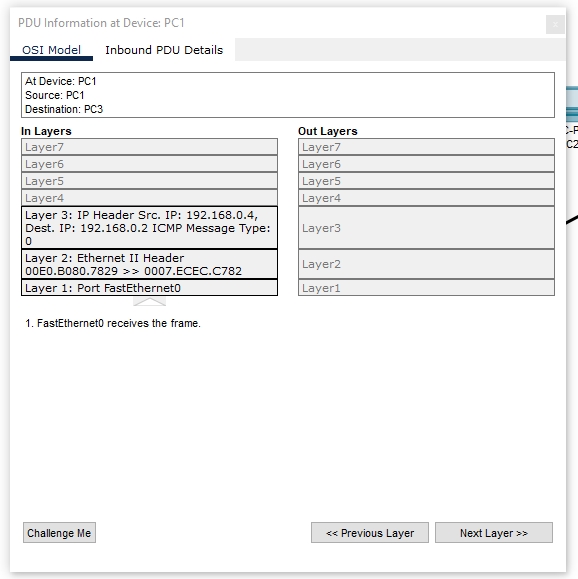 PDU Information at Device: PC1
x
OSI Model
Inbound PDU Details
At Device: PC1
Source: PC1
Destination: PC3
In Layers
Layer7
Layer6
Layer5
Layer4
Layer 3: IP Header Src. IP: 192.168.0.4,
Dest. IP: 192.168.0.2 ICMP Message Type:
0
Layer 2: Ethernet II Header
00E0.B080.7829 >> 0007.ECEC.C782
Layer 1: Port FastEthernet0
Out Layers
Layer7
Layer6
Layer5
Layer4
Layer3
Layer2
Layer1
1. FastEthernet0 receives the frame.
Challenge Me
<< Previous Layer
Next Layer >>
C-P
C2